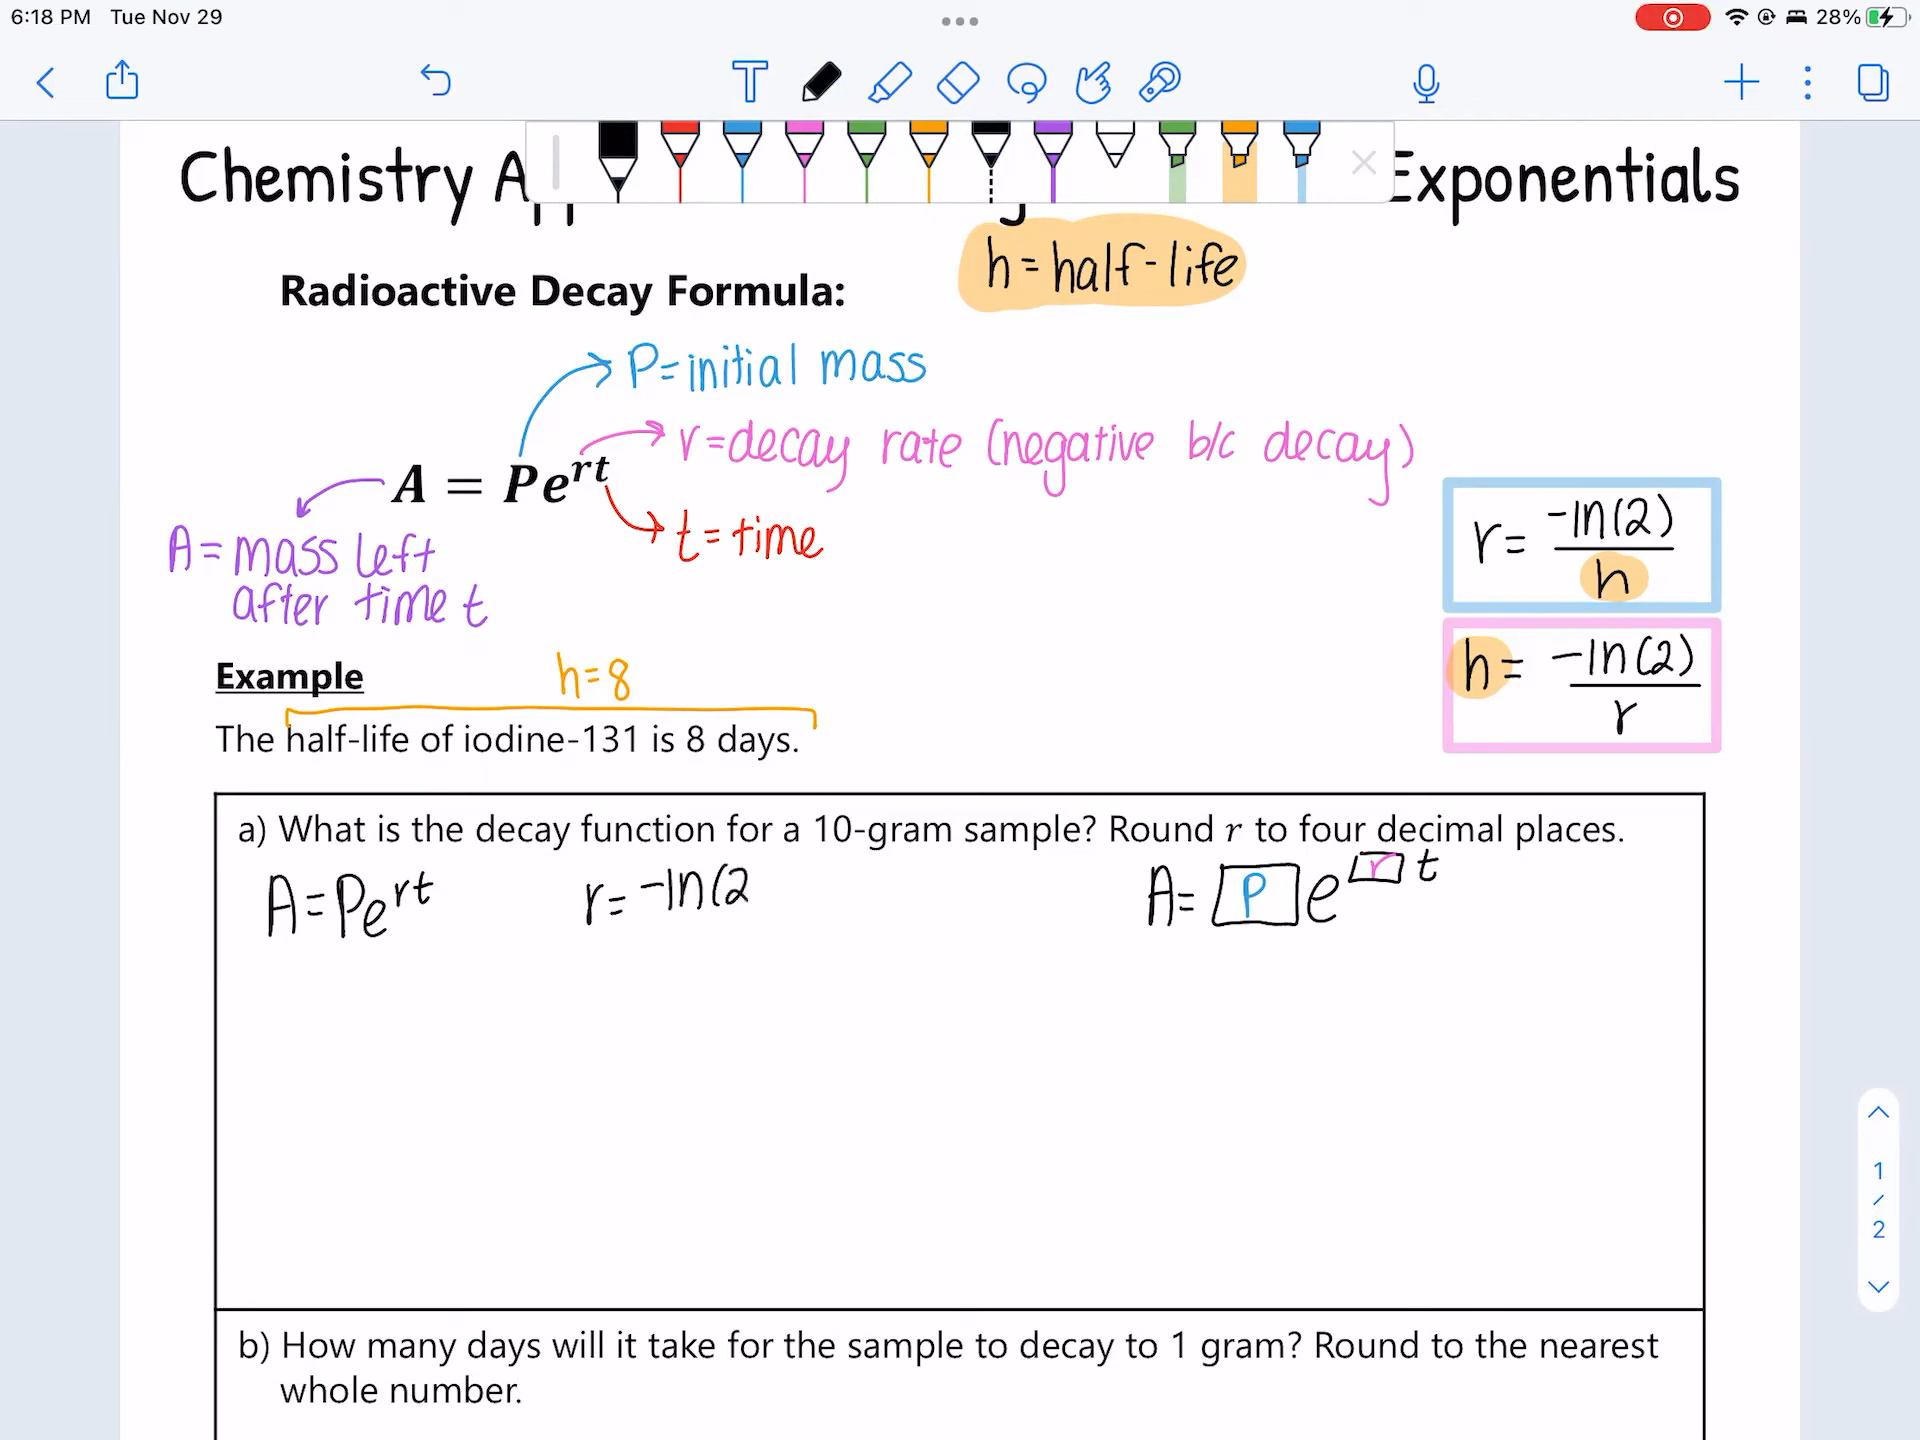 6:18 PM Tue Nov 29
28%
Chemistry A
Exponentials
h=half-life
Radioactive Decay Formula:
P=initial mass
r=decay rate (negative b/c decay)
A = Pe^rt
t=time
A=mass left
after time t
r= -ln(2)
h
h= -ln(2)
r
Example
h=8
The half-life of iodine-131 is 8 days.
a) What is the decay function for a 10-gram sample? Round r to four decimal places.
A=Pe^rt r= -ln(2 A= P e^r t
1
/
2
b) How many days will it take for the sample to decay to 1 gram? Round to the nearest
whole number.